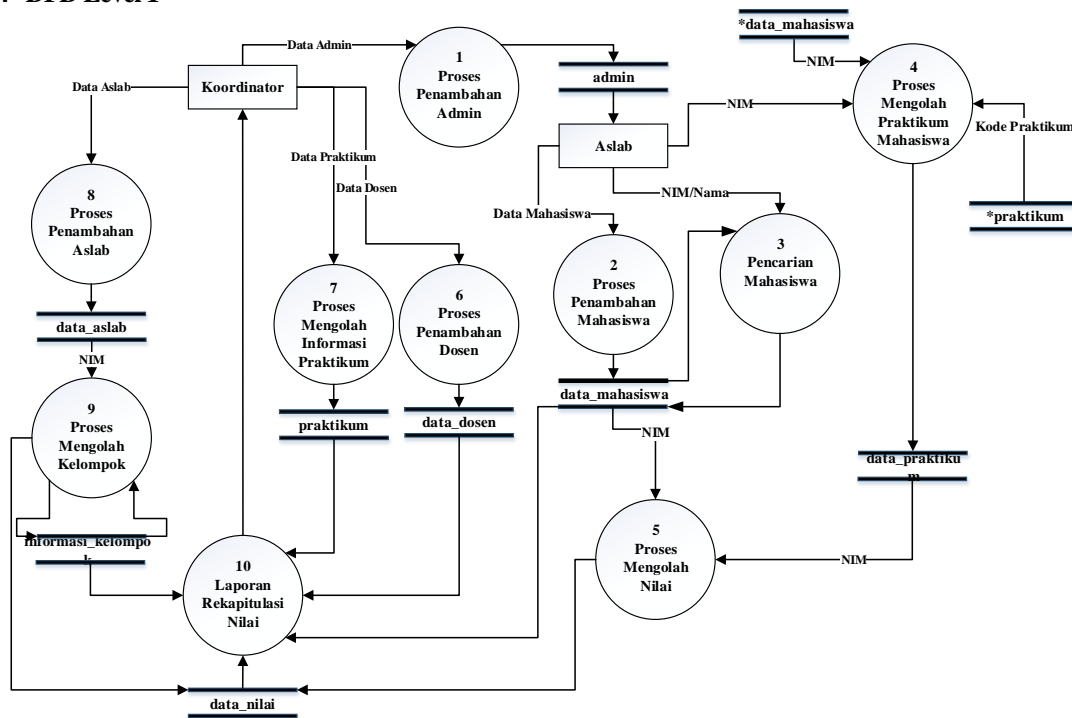 DFD Level 1
*data_mahasiswa
Data Admin
1
Proses
Penambahan
Admin
NIM
4
Proses
Mengolah
Praktikum
Mahasiswa
admin
Data Aslab
Koordinator
NIM
Kode Praktikum
Aslab
Data Praktikum
Data Dosen
NIM/Nama
8
Proses
Penambahan
Aslab
Data Mahasiswa
*praktikum
3
Pencarian
Mahasiswa
2
Proses
Penambahan
Mahasiswa
7
Proses
Mengolah
Informasi
Praktikum
6
Proses
Penambahan
Dosen
data_aslab
NIM
data_mahasiswa
praktikum
data_dosen
9
Proses
Mengolah
Kelompok
NIM
data_praktiku
m
informasi_kelompo
k
10
Laporan
Rekapitulasi
Nilai
5
Proses
Mengolah
Nilai
NIM
data_nilai